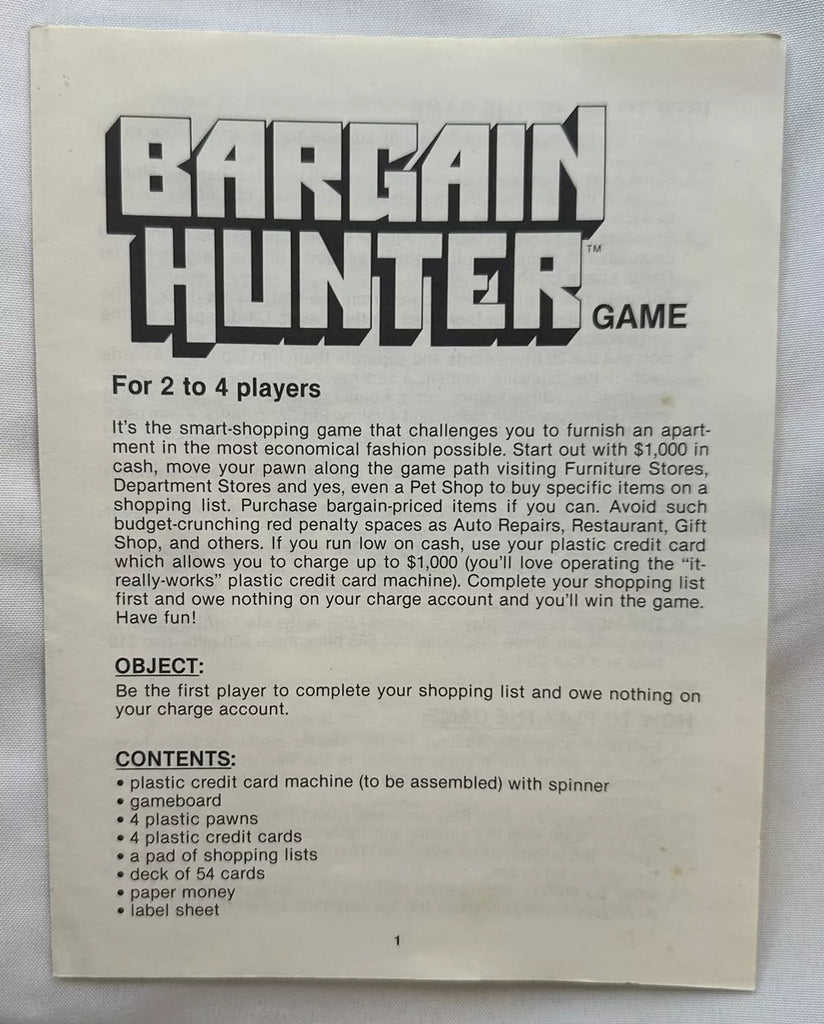 BARGAIN
HUNTER™ GAME
For 2 to 4 players
It's the smart-shopping game that challenges you to furnish an apart-
ment in the most economical fashion possible. Start out with $1,000 in
cash, move your pawn along the game path visiting Furniture Stores,
Department Stores and yes, even a Pet Shop to buy specific items on a
shopping list. Purchase bargain-priced items if you can. Avoid such
budget-crunching red penalty spaces as Auto Repairs, Restaurant, Gift
Shop, and others. If you run low on cash, use your plastic credit card
which allows you to charge up to $1,000 (you'll love operating the "it-
really-works" plastic credit card machine). Complete your shopping list
first and owe nothing on your charge account and you'll win the game.
Have fun!
OBJECT:
Be the first player to complete your shopping list and owe nothing on
your charge account.
CONTENTS:
• plastic credit card machine (to be assembled) with spinner
• gameboard
• 4 plastic pawns
• 4 plastic credit cards
• a pad of shopping lists
• deck of 54 cards
• paper money
• label sheet
1